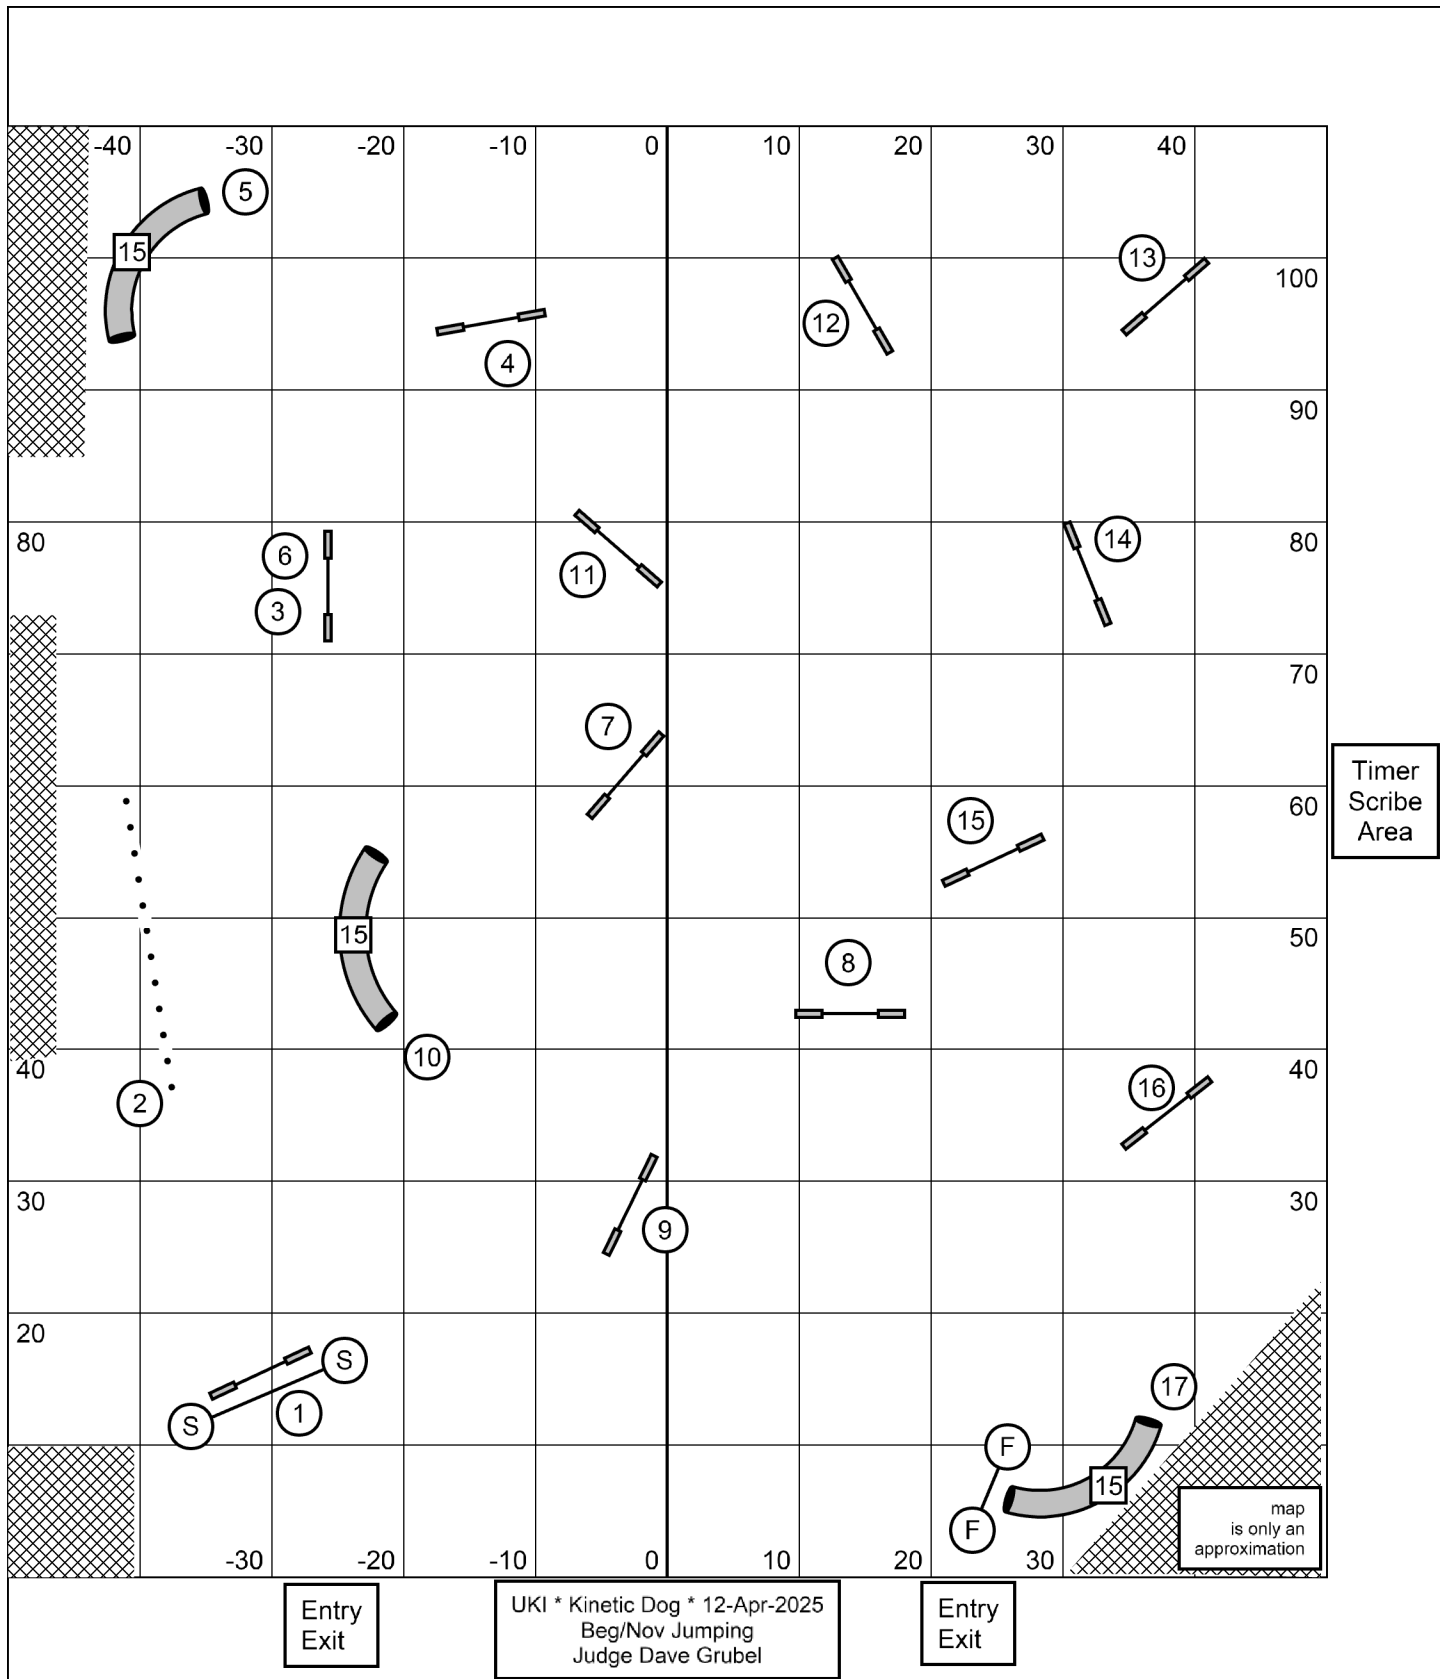 -40 -30 -20 -10 0 10 20 30 40
5
15
13
100
12
4
90
80
6
14
80
11
3
70
7
Timer
Scribe
Area
60
15
15
50
8
10
40
40
16
2
30
30
9
20
S
17
1
S
F
15
F
map
is only an
approximation
-30 -20 -10 0 10 20 30
Entry
Exit
UKI * Kinetic Dog * 12-Apr-2025
Beg/Nov Jumping
Judge Dave Grubel
Entry
Exit